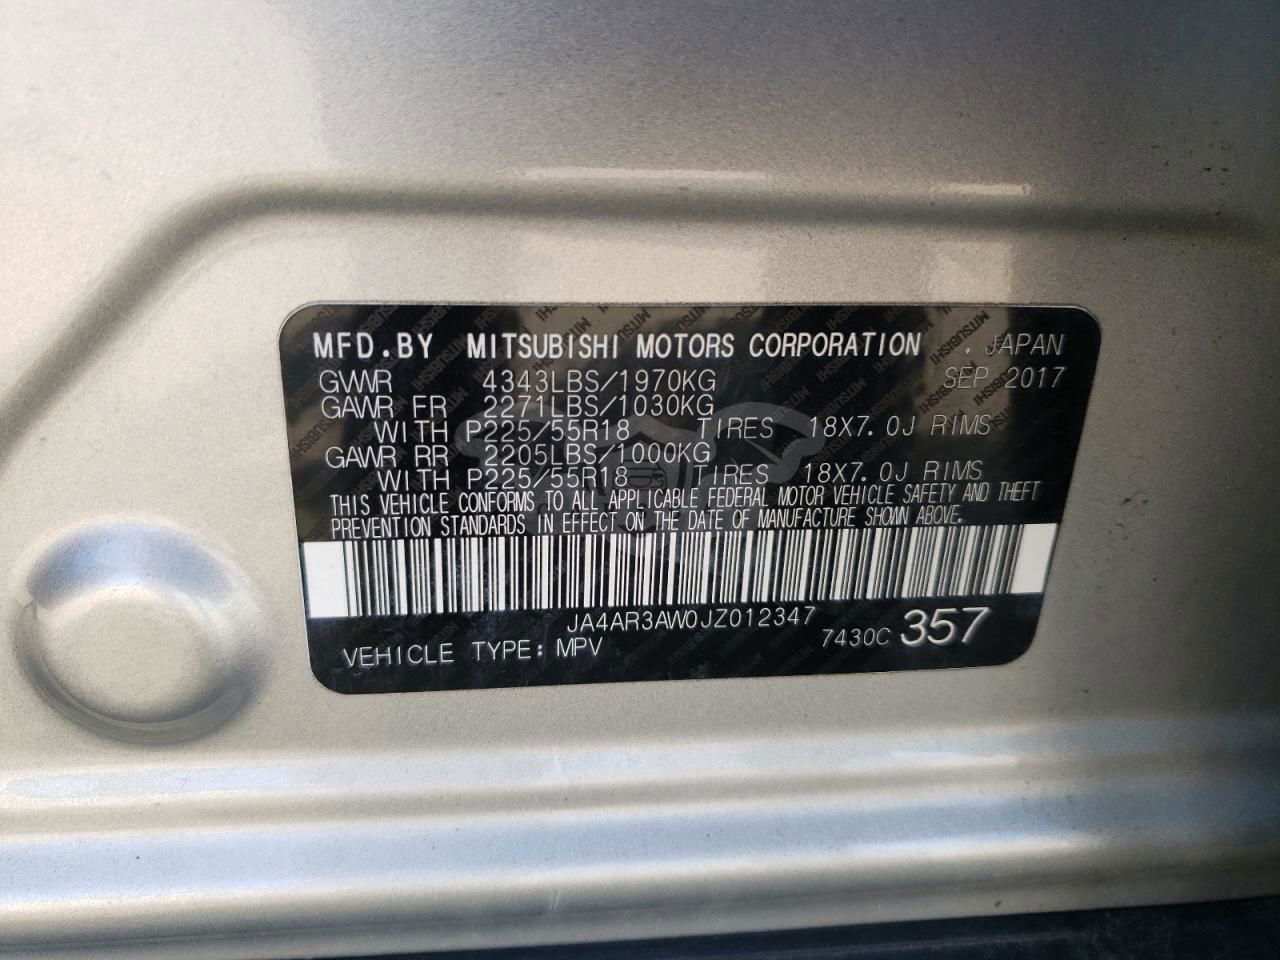 MFD.BY MITSUBISHI MOTORS CORPORATION . JAPAN
GVWR 4343LBS/1970KG SEP 2017
GAWR FR 2271LBS/1030KG
WITH P225/55R18 TIRES 18X7.0J RIMS
GAWR RR 2205LBS/1000KG
WITH P225/55R18 TIRES 18X7.0J RIMS
THIS VEHICLE CONFORMS TO ALL APPLICABLE FEDERAL MOTOR VEHICLE SAFETY AND THEFT
PREVENTION STANDARDS IN EFFECT ON THE DATE OF MANUFACTURE SHOWN ABOVE.
JA4AR3AW0JZ012347
VEHICLE TYPE: MPV 7430C 357